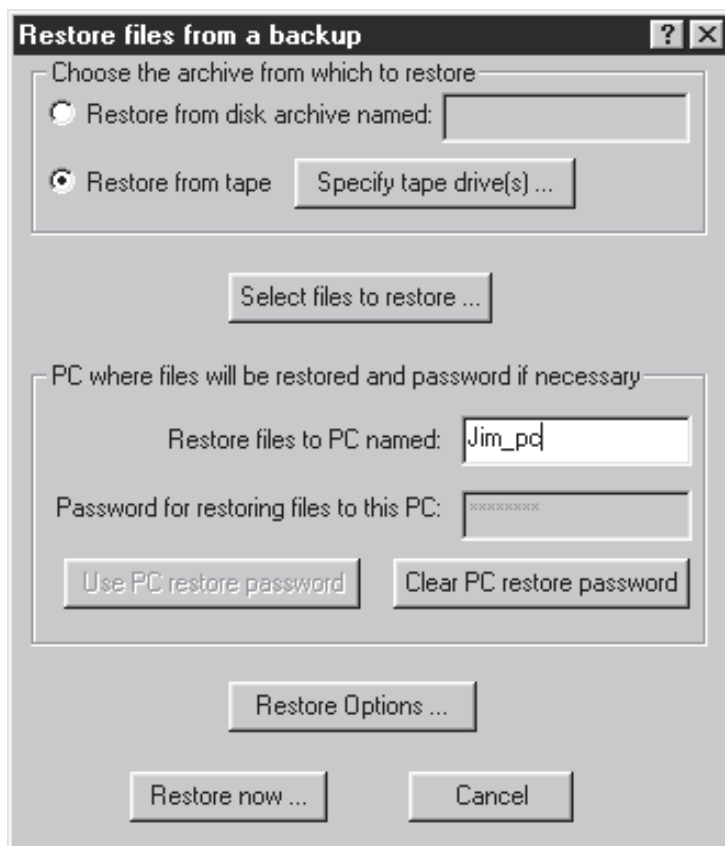 Restore files from a backup ? X
Choose the archive from which to restore
Restore from disk archive named:
Restore from tape Specify tape drive(s) ...
Select files to restore ...
PC where files will be restored and password if necessary
Restore files to PC named: Jim_pc
Password for restoring files to this PC: ********
Use PC restore password Clear PC restore password
Restore Options ...
Restore now ... Cancel